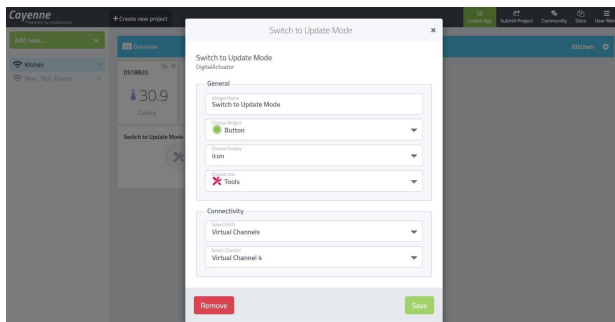 Cayenne
Powered by myDevices
+ Create new project
Create App
Submit Project
Community
Docs
User Menu
Add new...
Kitchen
New_Test_Device
Overview
Kitchen
DS18B20
30.9
Celsius
Switch to Update Mode
Switch to Update Mode
×
Switch to Update Mode
DigitalActuator
General
Widget Name
Switch to Update Mode
Choose Widget
Button
Choose Display
Icon
Choose Icon
Tools
Connectivity
Select GPIO
Virtual Channels
Select Channel
Virtual Channel 4
Remove
Save